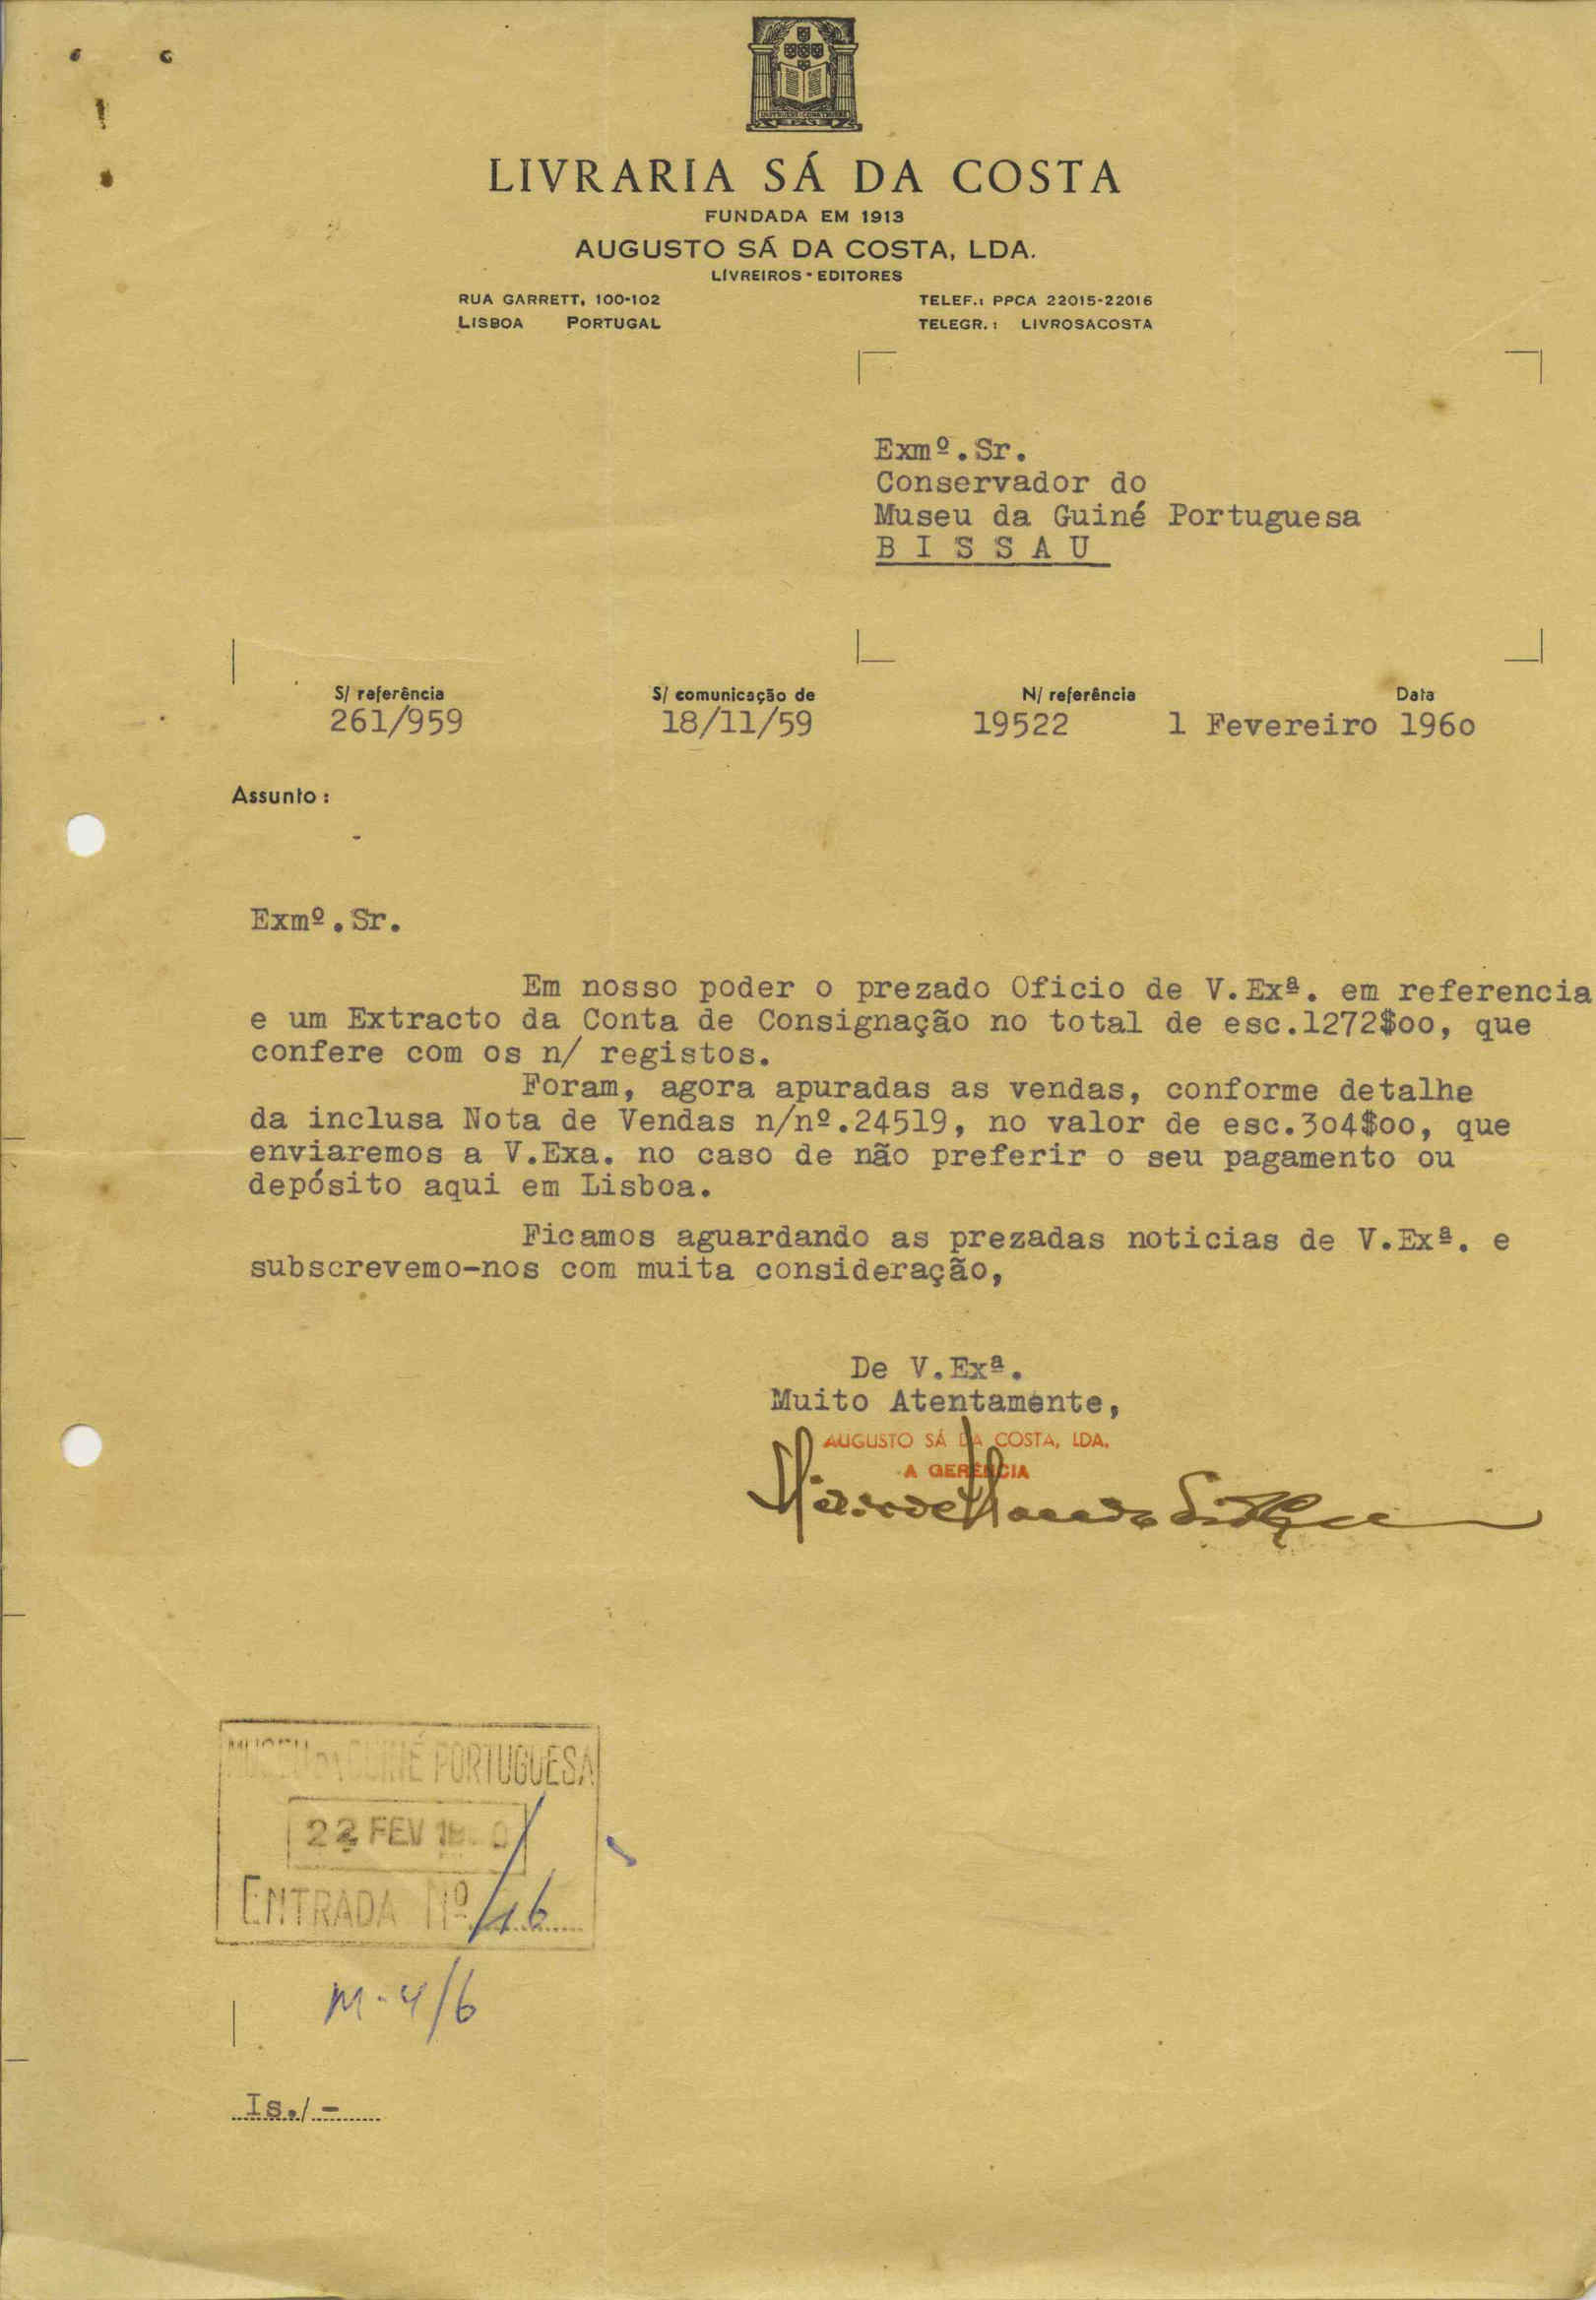 LIVRARIA SÁ DA COSTA
FUNDADA EM 1913
AUGUSTO SÁ DA COSTA, LDA.
LIVREIROS - EDITORES
RUA GARRETT, 100-102
LISBOA PORTUGAL
TELEF.: PPCA 22015-22016
TELEGR.: LIVROSACOSTA
Exmº.Sr.
Conservador do
Museu da Guiné Portuguesa
B I S S A U
S/ referência S/ comunicação de N/ referência Data
261/959 18/11/59 19522 1 Fevereiro 196o
Assunto:
-
Exmº.Sr.
Em nosso poder o prezado Oficio de V.Exª. em referencia
e um Extracto da Conta de Consignação no total de esc.1272$oo, que
confere com os n/ registos.
Foram, agora apuradas as vendas, conforme detalhe
da inclusa Nota de Vendas n/nº.24519, no valor de esc.3o4$oo, que
enviaremos a V.Exa. no caso de não preferir o seu pagamento ou
depósito aqui em Lisboa.
Ficamos aguardando as prezadas noticias de V.Exª. e
subscrevemo-nos com muita consideração,
De V.Exª.
Muito Atentamente,
AUGUSTO SÁ DA COSTA, LDA.
A GERÊNCIA
MUSEU DA GUINÉ PORTUGUESA
FEV
ENTRADA Nº 16
M-4/6
Is./-